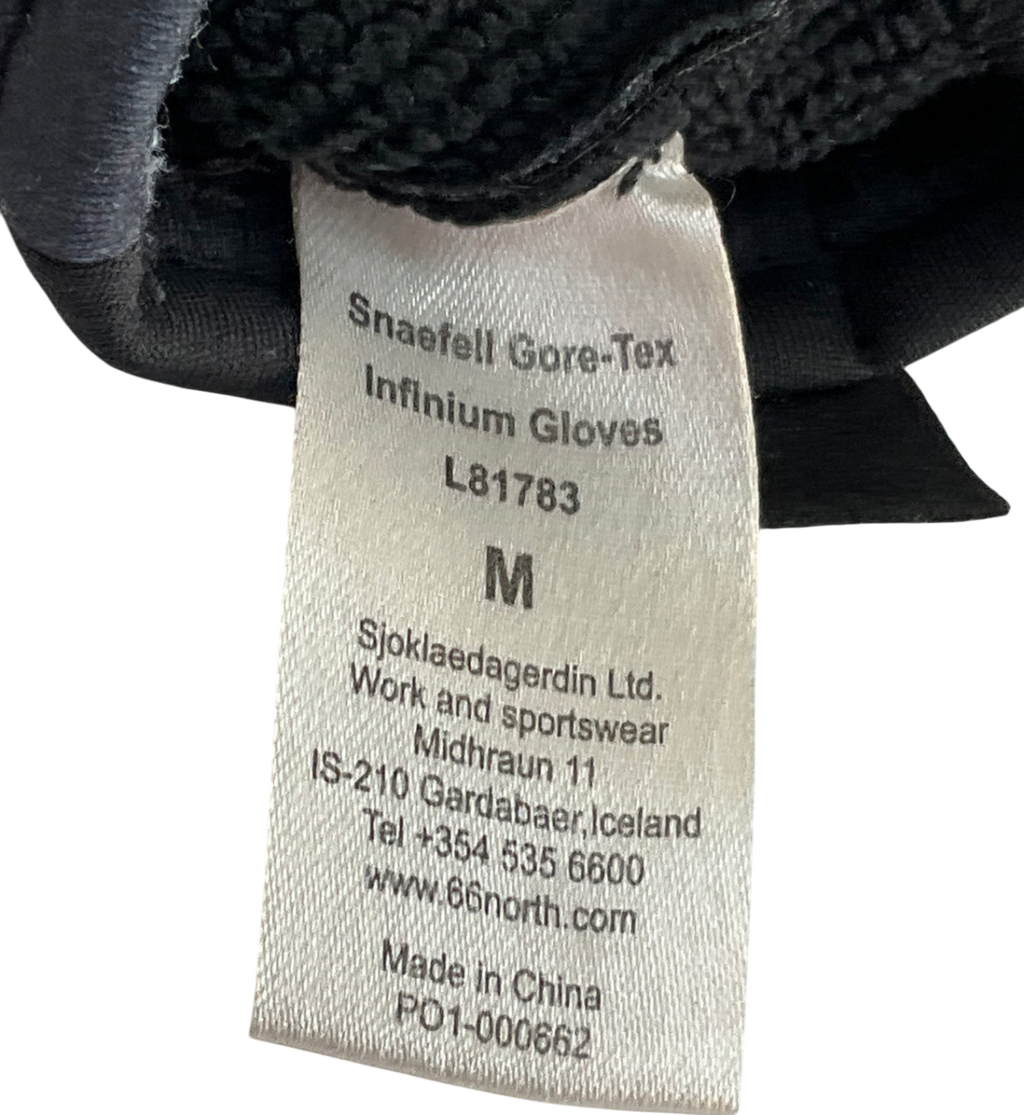 Snaefell Gore-Tex
Infinium Gloves
L81783
M
Sjoklaedagerdin Ltd.
Work and sportswear
Midhraun 11
IS-210 Gardabaer,Iceland
Tel +354 535 6600
www.66north.com
Made in China
PO1-000662